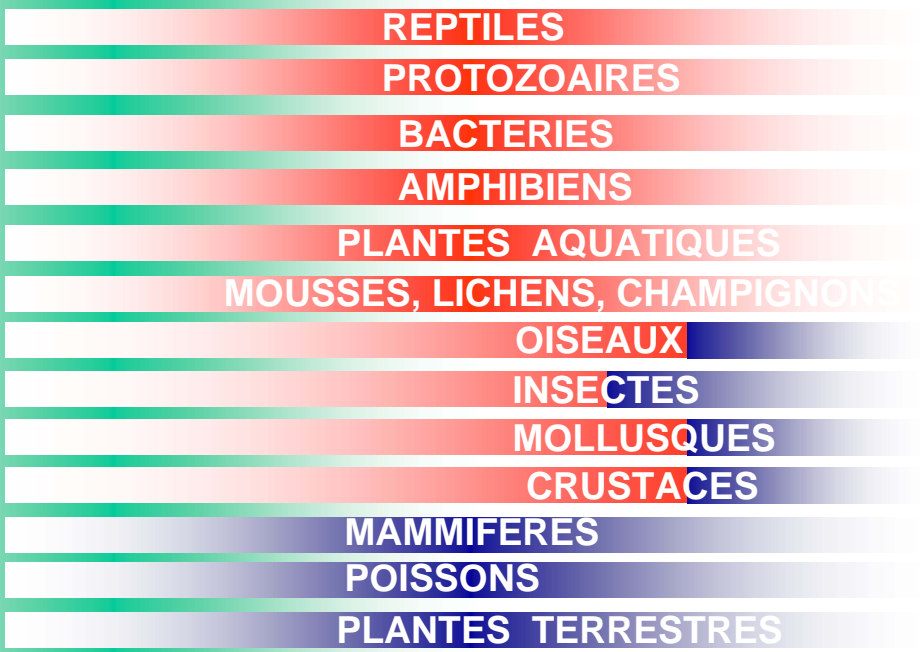 REPTILES
PROTOZOAIRES
BACTERIES
AMPHIBIENS
PLANTES AQUATIQUES
MOUSSES, LICHENS, CHAMPIGNONS
OISEAUX
INSECTES
MOLLUSQUES
CRUSTACES
MAMMIFERES
POISSONS
PLANTES TERRESTRES